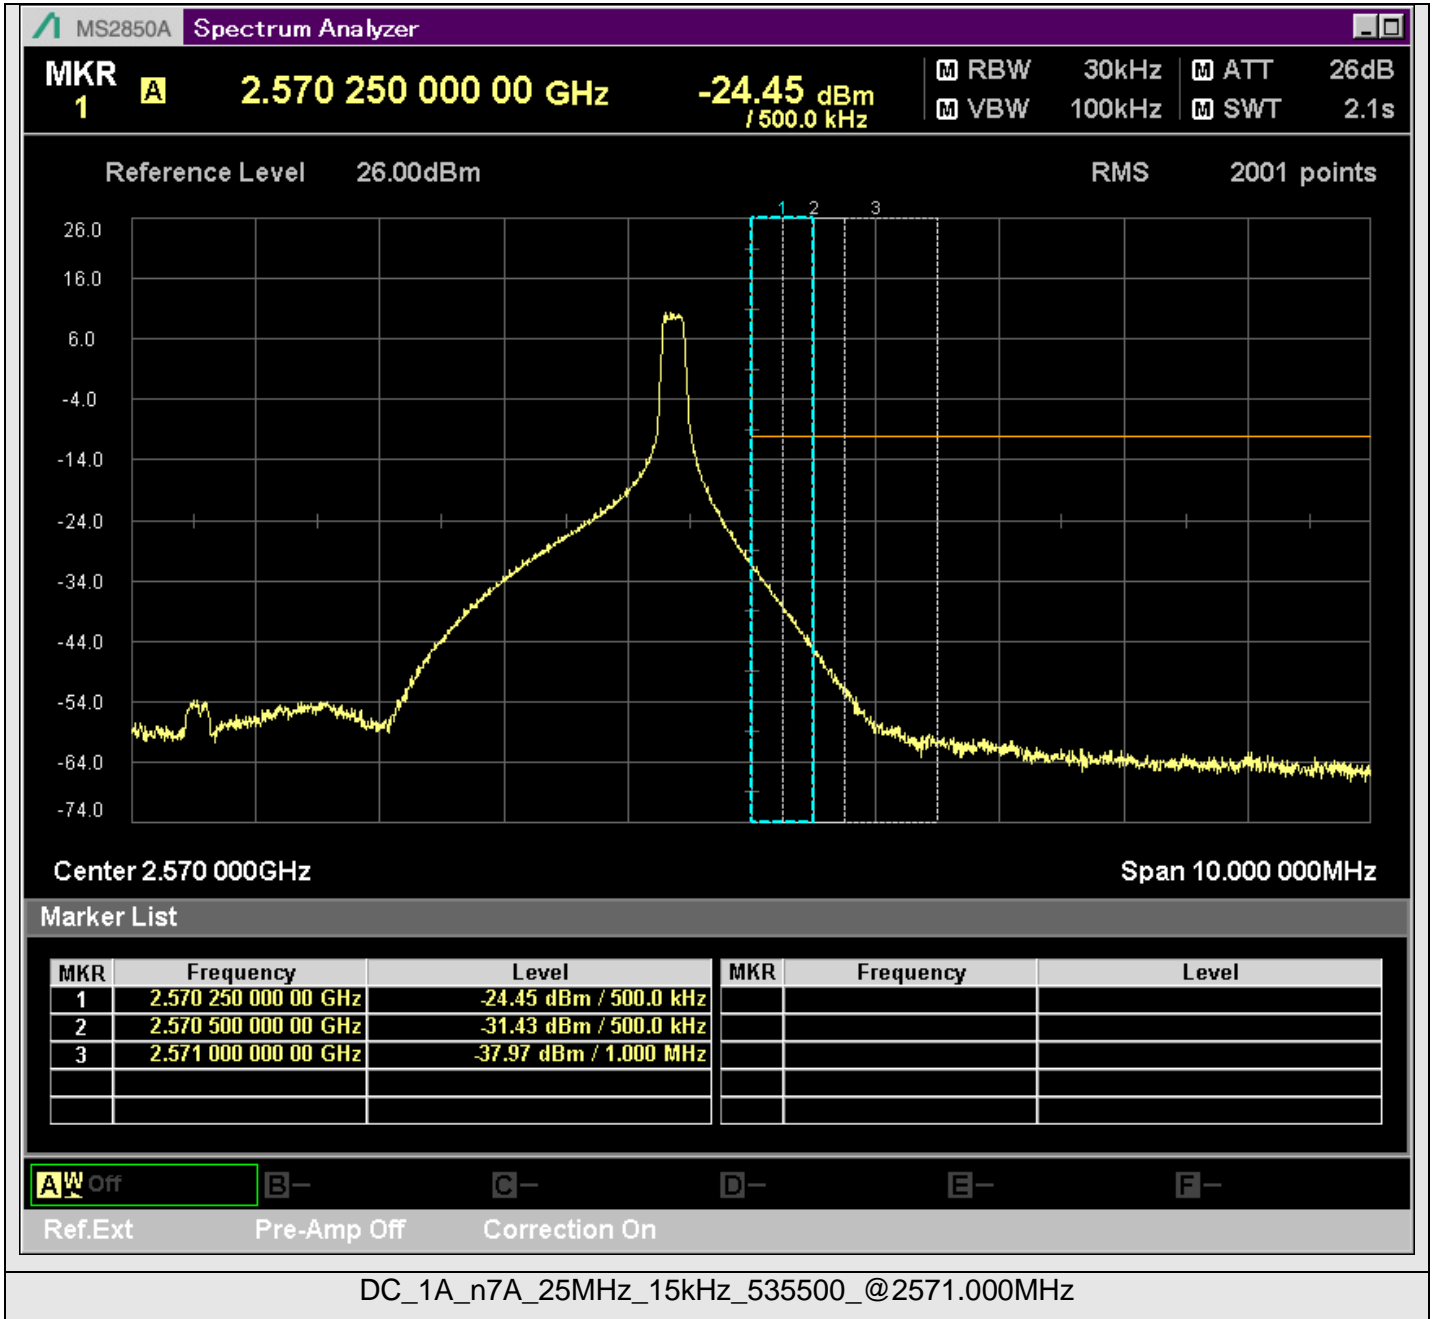 MS2850A Spectrum Analyzer
MKR 1 A 2.570 250 000 00 GHz -24.45 dBm / 500.0 kHz
M RBW 30kHz M ATT 26dB
M VBW 100kHz M SWT 2.1s
Reference Level 26.00dBm RMS 2001 points
1 2 3
26.0
16.0
6.0
-4.0
-14.0
-24.0
-34.0
-44.0
-54.0
-64.0
-74.0
Center 2.570 000GHz Span 10.000 000MHz
Marker List
MKR Frequency Level MKR Frequency Level
1 2.570 250 000 00 GHz -24.45 dBm / 500.0 kHz
2 2.570 500 000 00 GHz -31.43 dBm / 500.0 kHz
3 2.571 000 000 00 GHz -37.97 dBm / 1.000 MHz
A W Off B - C - D - E - F -
Ref.Ext Pre-Amp Off Correction On
DC_1A_n7A_25MHz_15kHz_535500_@2571.000MHz